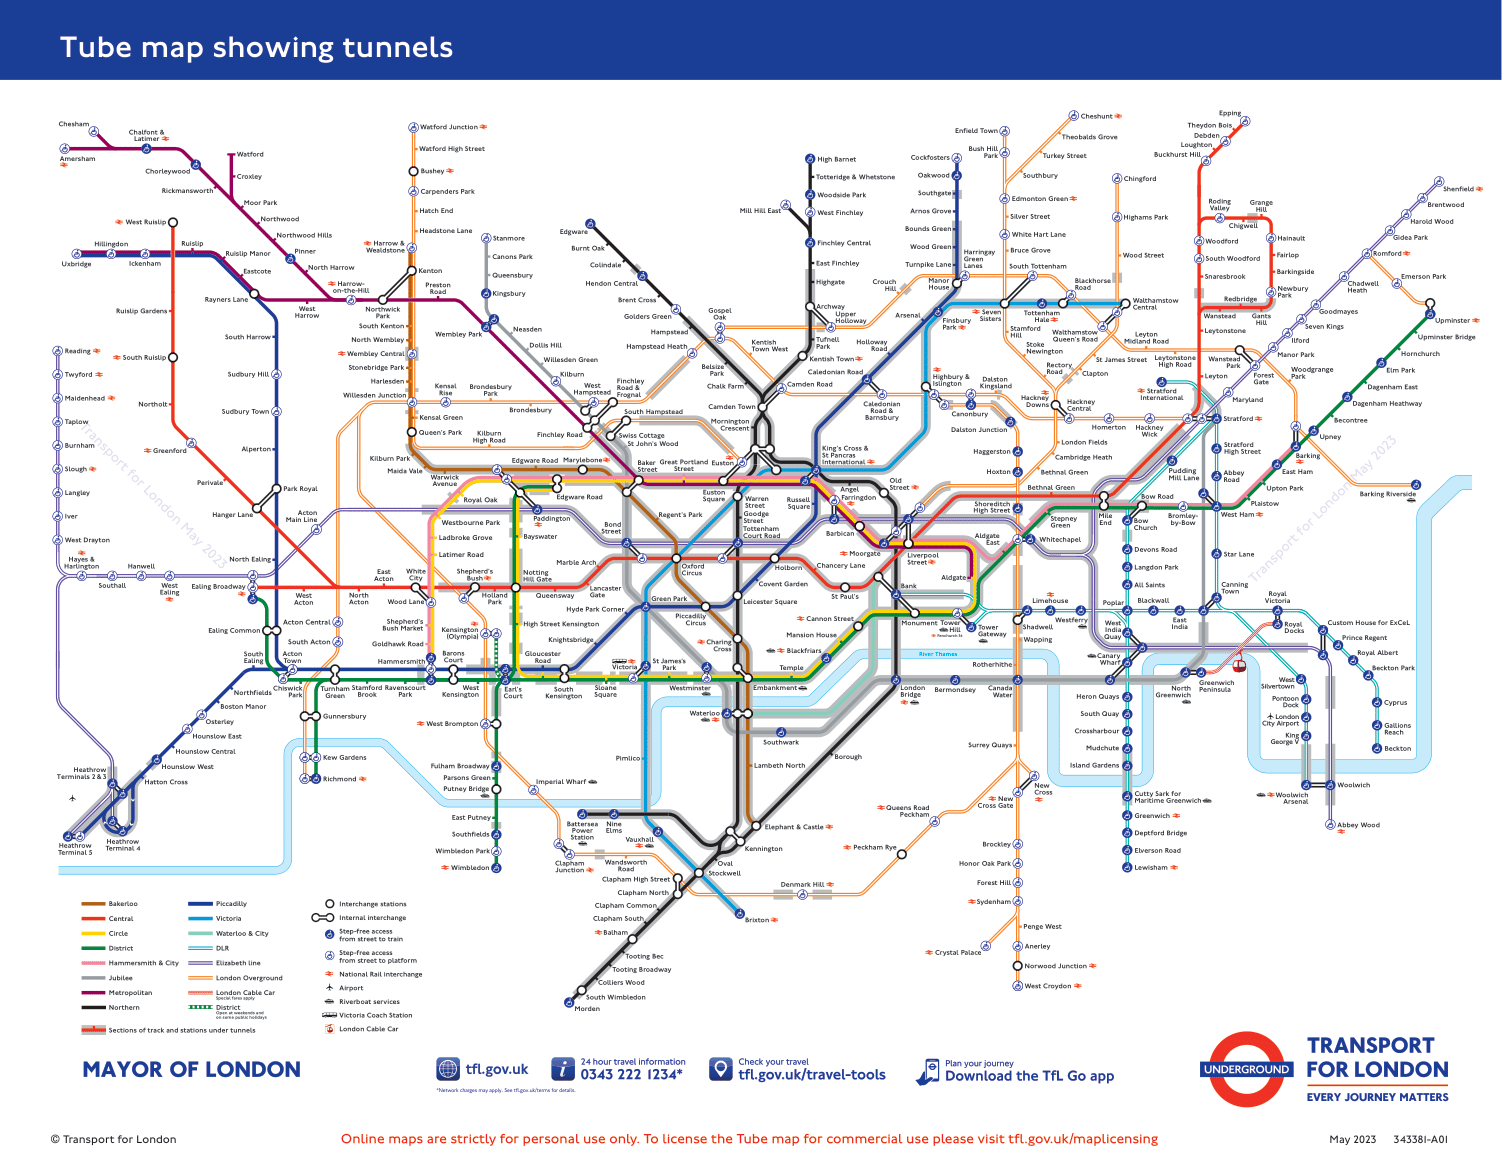 Tube map showing tunnels
Chesham
Chalfont &
Latimer
Amersham
Chorleywood
Rickmansworth
Watford
Croxley
Moor Park
Northwood
Northwood Hills
Pinner
North Harrow
Harrow-
on-the-Hill
West Ruislip
Hillingdon
Ruislip
Uxbridge
Ickenham
Ruislip Manor
Eastcote
Rayners Lane
West
Harrow
Ruislip Gardens
South Ruislip
Northolt
Greenford
Perivale
Hanger Lane
South Harrow
Sudbury Hill
Sudbury Town
Alperton
Park Royal
North Ealing
Acton
Main Line
Reading
Twyford
Maidenhead
Taplow
Burnham
Slough
Langley
Iver
West Drayton
Hayes &
Harlington
Southall
Hanwell
West
Ealing
Ealing Broadway
West
Acton
North
Acton
East
Acton
White
City
Wood Lane
Shepherd's
Bush
Holland
Park
Ealing Common
South
Ealing
Acton Central
South Acton
Acton
Town
Chiswick
Park
Turnham
Green
Stamford
Brook
Ravenscourt
Park
Hammersmith
Goldhawk Road
Shepherd's
Bush Market
Barons
Court
West
Kensington
Kensington
(Olympia)
Earl's
Court
Gloucester
Road
South
Kensington
Northfields
Boston Manor
Osterley
Hounslow East
Hounslow Central
Hounslow West
Hatton Cross
Heathrow
Terminals 2 & 3
Heathrow
Terminal 5
Heathrow
Terminal 4
Gunnersbury
Kew Gardens
Richmond
Watford Junction
Watford High Street
Bushey
Carpenders Park
Hatch End
Headstone Lane
Harrow &
Wealdstone
Kenton
Northwick
Park
Preston
Road
South Kenton
North Wembley
Wembley Central
Stonebridge Park
Harlesden
Willesden Junction
Kensal Green
Queen's Park
Kilburn Park
Maida Vale
Warwick
Avenue
Stanmore
Canons Park
Queensbury
Kingsbury
Wembley Park
Neasden
Dollis Hill
Willesden Green
Kilburn
West
Hampstead
Finchley
Road &
Frognal
Kensal
Rise
Brondesbury
Park
Brondesbury
Kilburn
High Road
Finchley Road
Swiss Cottage
St John's Wood
South Hampstead
Edgware
Burnt Oak
Colindale
Hendon Central
Brent Cross
Golders Green
Hampstead
Hampstead Heath
Belsize
Park
Chalk Farm
Camden Town
Mornington
Crescent
Gospel
Oak
Kentish
Town West
Camden Road
Caledonian
Road &
Barnsbury
High Barnet
Totteridge & Whetstone
Woodside Park
Mill Hill East
West Finchley
Finchley Central
East Finchley
Highgate
Archway
Upper
Holloway
Tufnell
Park
Kentish Town
Crouch
Hill
Cockfosters
Oakwood
Southgate
Arnos Grove
Bounds Green
Wood Green
Turnpike Lane
Manor
House
Harringay
Green
Lanes
Arsenal
Finsbury
Park
Holloway
Road
Caledonian Road
Highbury &
Islington
Canonbury
Dalston
Kingsland
Dalston Junction
Haggerston
Hoxton
Shoreditch
High Street
Enfield Town
Bush Hill
Park
Cheshunt
Theobalds Grove
Turkey Street
Southbury
Edmonton Green
Silver Street
White Hart Lane
Bruce Grove
South Tottenham
Seven
Sisters
Tottenham
Hale
Blackhorse
Road
Stamford
Hill
Stoke
Newington
Rectory
Road
Clapton
Hackney
Downs
Hackney
Central
London Fields
Cambridge Heath
Bethnal Green
Homerton
Hackney
Wick
Chingford
Highams Park
Wood Street
Walthamstow
Central
Walthamstow
Queen's Road
St James Street
Leyton
Midland Road
Leytonstone
High Road
Epping
Theydon Bois
Debden
Loughton
Buckhurst Hill
Roding
Valley
Grange
Hill
Chigwell
Hainault
Fairlop
Barkingside
Newbury
Park
Woodford
South Woodford
Snaresbrook
Redbridge
Wanstead
Gants
Hill
Leytonstone
Leyton
Wanstead
Park
Forest
Gate
Woodgrange
Park
Maryland
Manor Park
Ilford
Seven Kings
Goodmayes
Chadwell
Heath
Romford
Gidea Park
Harold Wood
Brentwood
Shenfield
Emerson Park
Upminster
Upminster Bridge
Hornchurch
Elm Park
Dagenham East
Dagenham Heathway
Becontree
Upney
Barking
East Ham
Upton Park
Plaistow
West Ham
Barking Riverside
Stratford
International
Stratford
Stratford
High Street
Abbey
Road
Pudding
Mill Lane
Bow Road
Bromley-
by-Bow
Bethnal Green
Mile
End
Bow
Church
Stepney
Green
Whitechapel
Devons Road
Langdon Park
All Saints
Star Lane
Canning
Town
Royal
Victoria
Limehouse
Westferry
Poplar
Blackwall
East
India
West
India
Quay
Canary
Wharf
Heron Quays
South Quay
Crossharbour
Mudchute
Island Gardens
Cutty Sark for
Maritime Greenwich
Greenwich
Deptford Bridge
Elverson Road
Lewisham
North
Greenwich
Greenwich
Peninsula
Royal
Docks
Custom House for ExCeL
Prince Regent
Royal Albert
Beckton Park
Cyprus
Gallions
Reach
Beckton
West
Silvertown
Pontoon
Dock
London
City Airport
King
George V
Woolwich
Arsenal
Woolwich
Abbey Wood
Edgware Road
Marylebone
Baker
Street
Great Portland
Street
Euston
King's Cross &
St Pancras
International
Royal Oak
Paddington
Edgware Road
Euston
Square
Warren
Street
Goodge
Street
Tottenham
Court Road
Russell
Square
Angel
Farringdon
Old
Street
Barbican
Moorgate
Liverpool
Street
Aldgate
East
Aldgate
Westbourne Park
Ladbroke Grove
Latimer Road
Bayswater
Notting
Hill Gate
Queensway
Lancaster
Gate
Marble Arch
Bond
Street
Regent's Park
Oxford
Circus
Holborn
Chancery Lane
St Paul's
Bank
Covent Garden
Leicester Square
Piccadilly
Circus
Green Park
Hyde Park Corner
Knightsbridge
High Street Kensington
Charing
Cross
Cannon Street
Mansion House
Blackfriars
Temple
Embankment
Monument
Tower
Hill
Fenchurch St
Tower
Gateway
Shadwell
Wapping
Rotherhithe
Canada
Water
Surrey Quays
River Thames
Sloane
Square
Victoria
St James's
Park
Westminster
Waterloo
Southwark
London
Bridge
Bermondsey
Borough
Lambeth North
Elephant & Castle
Kennington
Oval
Stockwell
Pimlico
Vauxhall
Nine
Elms
Battersea
Power
Station
Brixton
Clapham High Street
Clapham North
Clapham Common
Clapham South
Balham
Tooting Bec
Tooting Broadway
Colliers Wood
South Wimbledon
Morden
West Brompton
Fulham Broadway
Parsons Green
Putney Bridge
East Putney
Southfields
Wimbledon Park
Wimbledon
Imperial Wharf
Clapham
Junction
Wandsworth
Road
Denmark Hill
Peckham Rye
Queens Road
Peckham
New
Cross Gate
New
Cross
Brockley
Honor Oak Park
Forest Hill
Sydenham
Penge West
Crystal Palace
Anerley
Norwood Junction
West Croydon
Transport for London May 2023
Transport for London May 2023
Bakerloo
Central
Circle
District
Hammersmith & City
Jubilee
Metropolitan
Northern
Piccadilly
Victoria
Waterloo & City
DLR
Elizabeth line
London Overground
London Cable Car
Special fares apply
District
Open at weekends and
on some public holidays
Sections of track and stations under tunnels
Interchange stations
Internal interchange
Step-free access
from street to train
Step-free access
from street to platform
National Rail interchange
Airport
Riverboat services
Victoria Coach Station
London Cable Car
MAYOR OF LONDON
tfl.gov.uk
24 hour travel information
0343 222 1234*
*Network charges may apply. See tfl.gov.uk/terms for details.
Check your travel
tfl.gov.uk/travel-tools
Plan your journey
Download the TfL Go app
UNDERGROUND
TRANSPORT
FOR LONDON
EVERY JOURNEY MATTERS
© Transport for London
Online maps are strictly for personal use only. To license the Tube map for commercial use please visit tfl.gov.uk/maplicensing
May 2023 343381-A01